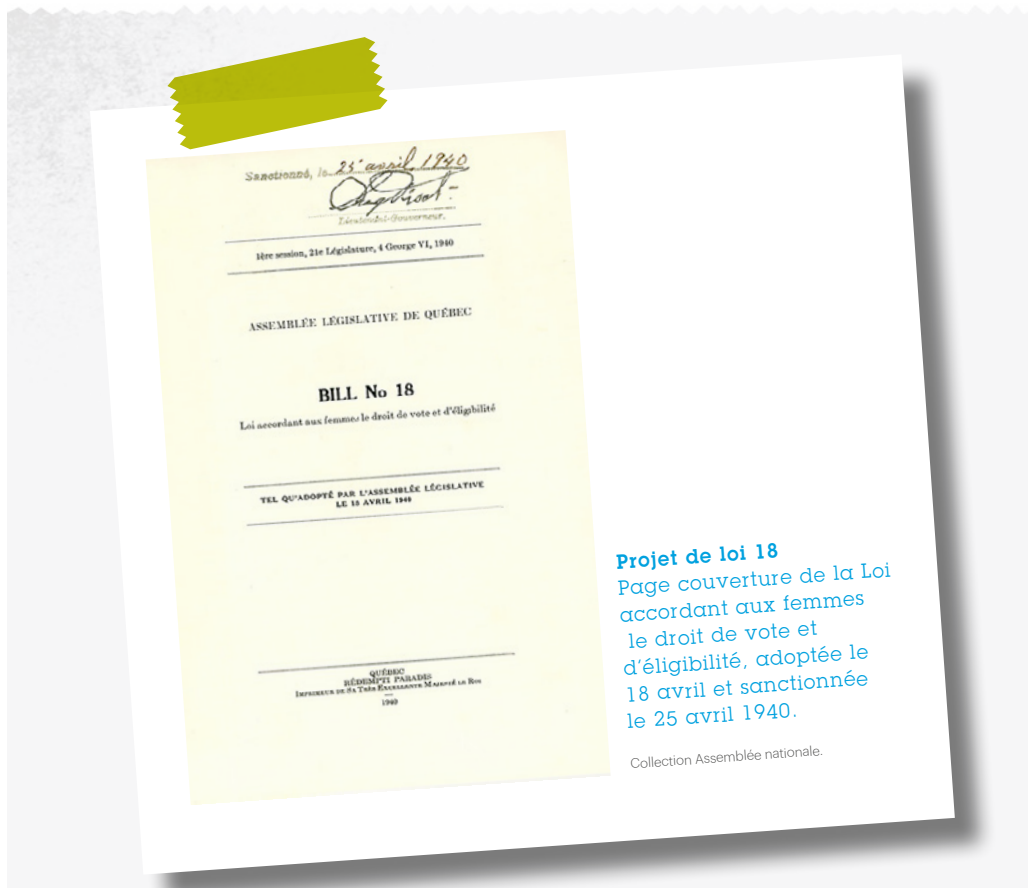 Sanctionné, le 25 avril 1940
Lieutenant-Gouverneur.
1ère session, 21e Législature, 4 George VI, 1940
ASSEMBLÉE LÉGISLATIVE DE QUÉBEC
BILL No 18
Loi accordant aux femmes le droit de vote et d'éligibilité
TEL QU'ADOPTÉ PAR L'ASSEMBLÉE LÉGISLATIVE
LE 18 AVRIL 1940
QUÉBEC
RÉDEMPTI PARADIS
IMPRIMEUR DE SA TRÈS EXCELLENTE MAJESTÉ LE ROI
1940
Projet de loi 18
Page couverture de la Loi
accordant aux femmes
le droit de vote et
d'éligibilité, adoptée le
18 avril et sanctionnée
le 25 avril 1940.
Collection Assemblée nationale.